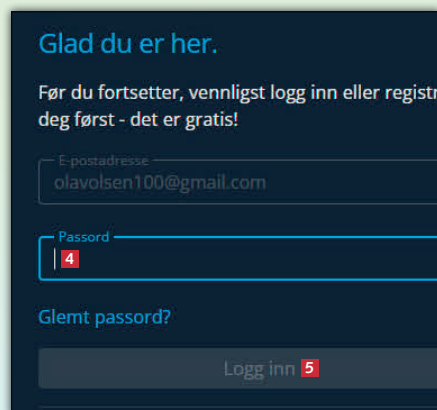 Glad du er her.
Før du fortsetter, vennligst logg inn eller registr
deg først - det er gratis!
E-postadresse
olavolsen100@gmail.com
Passord
4
Glemt passord?
Logg inn 5